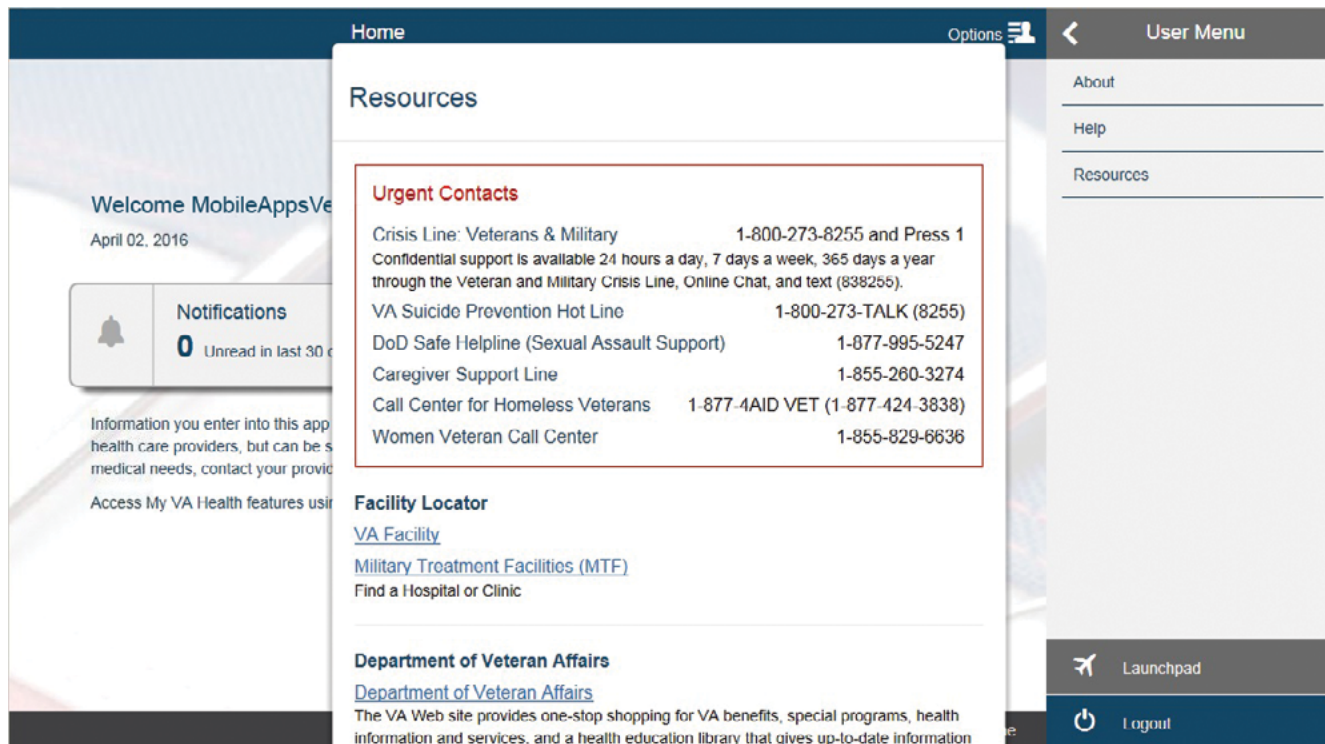 Home
Options
User Menu
About
Help
Resources
Launchpad
Logout
Welcome MobileAppsVe
April 02, 2016
Notifications
0 Unread in last 30 d
Information you enter into this app
health care providers, but can be s
medical needs, contact your provid
Access My VA Health features usin
Resources
Urgent Contacts
Crisis Line: Veterans & Military 1-800-273-8255 and Press 1
Confidential support is available 24 hours a day, 7 days a week, 365 days a year
through the Veteran and Military Crisis Line, Online Chat, and text (838255).
VA Suicide Prevention Hot Line 1-800-273-TALK (8255)
DoD Safe Helpline (Sexual Assault Support) 1-877-995-5247
Caregiver Support Line 1-855-260-3274
Call Center for Homeless Veterans 1-877-4AID VET (1-877-424-3838)
Women Veteran Call Center 1-855-829-6636
Facility Locator
VA Facility
Military Treatment Facilities (MTF)
Find a Hospital or Clinic
Department of Veteran Affairs
Department of Veteran Affairs
The VA Web site provides one-stop shopping for VA benefits, special programs, health
information and services, and a health education library that gives up-to-date information